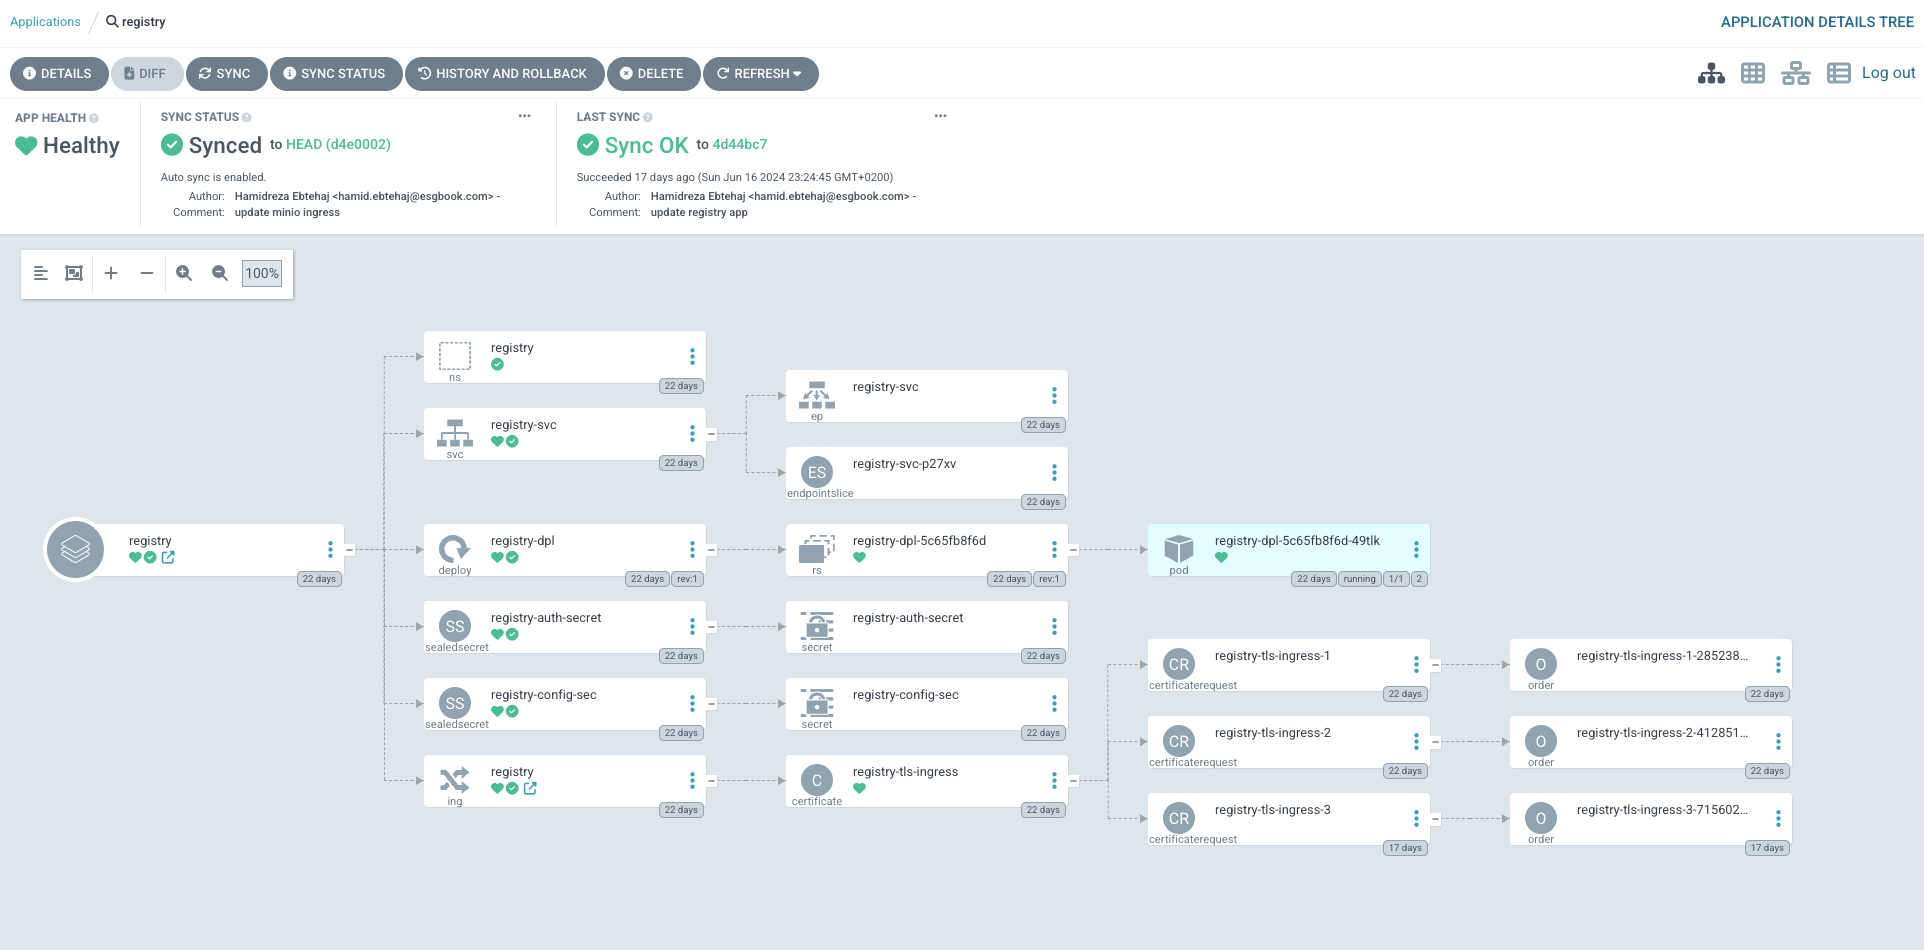 Applications / registry
APPLICATION DETAILS TREE
DETAILS
DIFF
SYNC
SYNC STATUS
HISTORY AND ROLLBACK
DELETE
REFRESH
Log out
APP HEALTH
Healthy
SYNC STATUS
Synced to HEAD (d4e0002)
Auto sync is enabled.
Author: Hamidreza Ebtehaj <hamid.ebtehaj@esgbook.com> -
Comment: update minio ingress
LAST SYNC
Sync OK to 4d44bc7
Succeeded 17 days ago (Sun Jun 16 2024 23:24:45 GMT+0200)
Author: Hamidreza Ebtehaj <hamid.ebtehaj@esgbook.com> -
Comment: update registry app
100%
registry
ns
22 days
registry-svc
ep
22 days
registry-svc
svc
22 days
registry-svc-p27xv
ES
endpointslice
22 days
registry
22 days
registry-dpl
deploy
22 days
rev:1
registry-dpl-5c65fb8f6d
rs
22 days
rev:1
registry-dpl-5c65fb8f6d-49tlk
pod
22 days
running
1/1
2
registry-auth-secret
SS
sealedsecret
22 days
registry-auth-secret
secret
22 days
registry-tls-ingress-1
CR
certificaterequest
22 days
registry-tls-ingress-1-285238...
O
order
22 days
registry-config-sec
SS
sealedsecret
22 days
registry-config-sec
secret
22 days
registry-tls-ingress-2
CR
certificaterequest
22 days
registry-tls-ingress-2-412851...
O
order
22 days
registry
ing
22 days
registry-tls-ingress
C
certificate
22 days
registry-tls-ingress-3
CR
certificaterequest
17 days
registry-tls-ingress-3-715602...
O
order
17 days